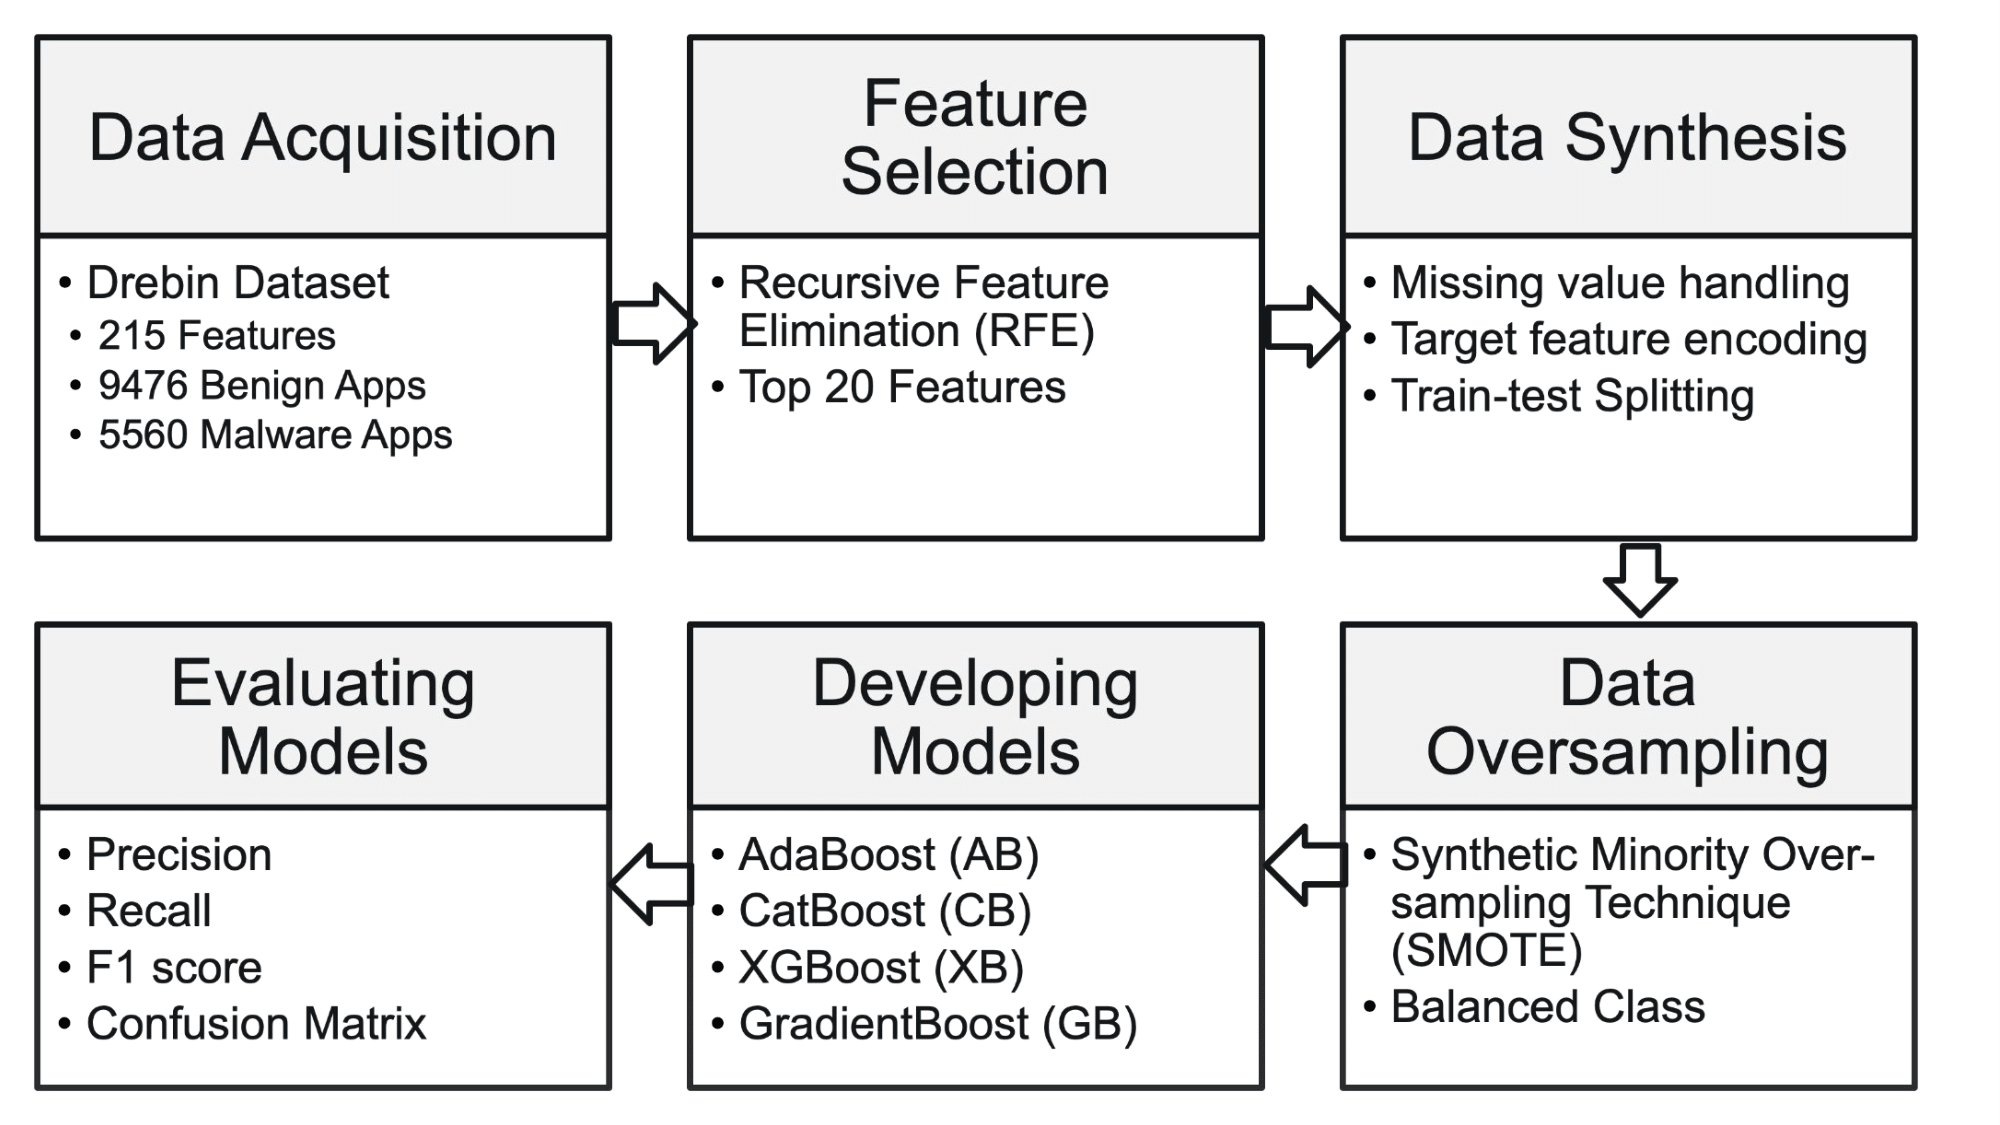 Data Acquisition
• Drebin Dataset
• 215 Features
• 9476 Benign Apps
• 5560 Malware Apps
Feature
Selection
• Recursive Feature
Elimination (RFE)
• Top 20 Features
Data Synthesis
• Missing value handling
• Target feature encoding
• Train-test Splitting
Data
Oversampling
• Synthetic Minority Over-
sampling Technique
(SMOTE)
• Balanced Class
Developing
Models
• AdaBoost (AB)
• CatBoost (CB)
• XGBoost (XB)
• GradientBoost (GB)
Evaluating
Models
• Precision
• Recall
• F1 score
• Confusion Matrix